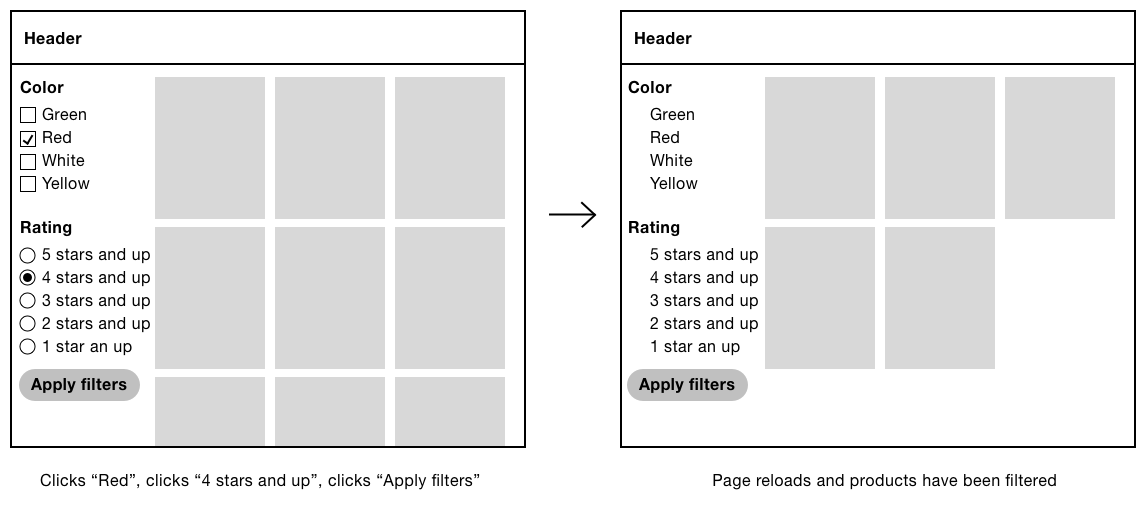 Header
Color
Green
Red
White
Yellow
Rating
5 stars and up
4 stars and up
3 stars and up
2 stars and up
1 star an up
Apply filters
Clicks “Red”, clicks “4 stars and up”, clicks “Apply filters”
Header
Color
Green
Red
White
Yellow
Rating
5 stars and up
4 stars and up
3 stars and up
2 stars and up
1 star an up
Apply filters
Page reloads and products have been filtered